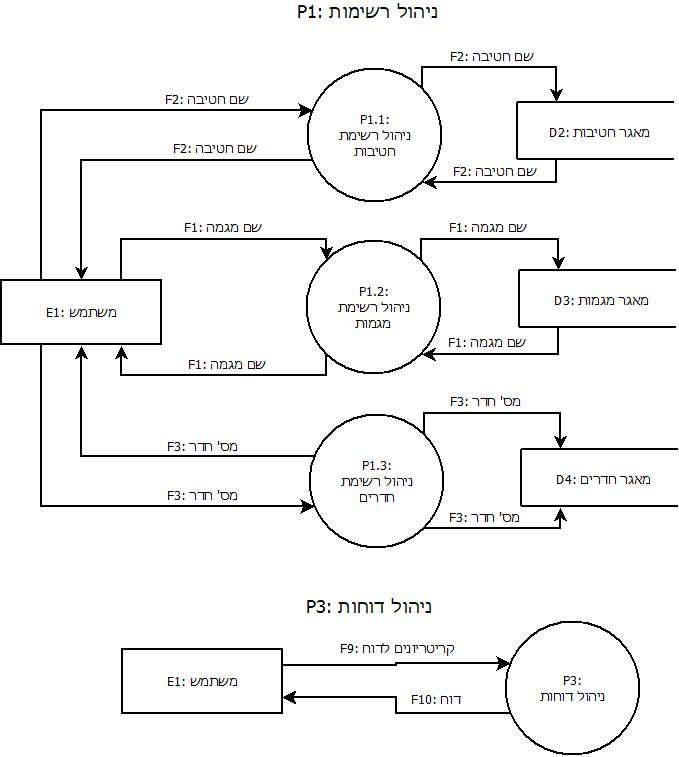 P1: ניהול רשימות
F2: שם חטיבה
F2: שם חטיבה
P1.1:
ניהול רשימת
חטיבות
D2: מאגר חטיבות
F2: שם חטיבה
F2: שם חטיבה
F1: שם מגמה
F1: שם מגמה
P1.2:
ניהול רשימת
מגמות
D3: מאגר מגמות
E1: משתמש
F1: שם מגמה
F1: שם מגמה
F3: מס' חדר
F3: מס' חדר
P1.3:
ניהול רשימת
חדרים
D4: מאגר חדרים
F3: מס' חדר
F3: מס' חדר
P3: ניהול דוחות
F9: קריטריונים לדוח
E1: משתמש
P3:
ניהול דוחות
F10: דוח